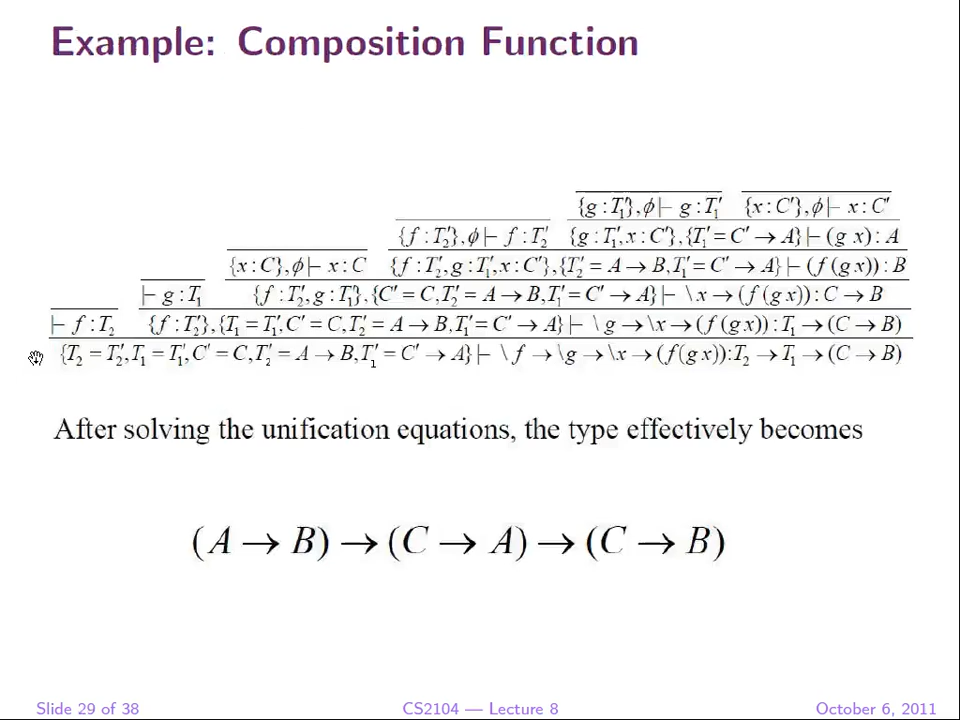 Example: Composition Function
{g : T₁′}, ϕ |– g : T₁′ {x : C′}, ϕ |– x : C′
{f : T₂′}, ϕ |– f : T₂′ {g : T₁′, x : C′}, {T₁′ = C′ → A} |– (g x) : A
{x : C}, ϕ |– x : C {f : T₂′, g : T₁′, x : C′}, {T₂′ = A → B, T₁′ = C′ → A} |– (f (g x)) : B
|– g : T₁ {f : T₂′, g : T₁′}, {C′ = C, T₂′ = A → B, T₁′ = C′ → A} |– \ x → (f (g x)) : C → B
|– f : T₂ {f : T₂′}, {T₁ = T₁′, C′ = C, T₂′ = A → B, T₁′ = C′ → A} |– \ g → \x → (f (g x)) : T₁ → (C → B)
{T₂ = T₂′, T₁ = T₁′, C′ = C, T₂′ = A → B, T₁′ = C′ → A} |– \ f → \g → \x → (f(g x)): T₂ → T₁ → (C → B)
After solving the unification equations, the type effectively becomes
(A → B) → (C → A) → (C → B)
Slide 29 of 38 CS2104 — Lecture 8 October 6, 2011